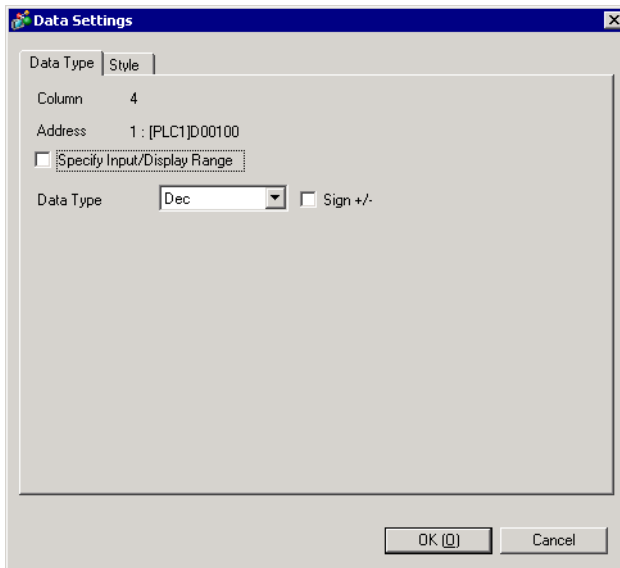 Data Settings
Data Type Style
Column 4
Address 1 : [PLC1]D00100
Specify Input/Display Range
Data Type Dec Sign +/-
OK (O) Cancel